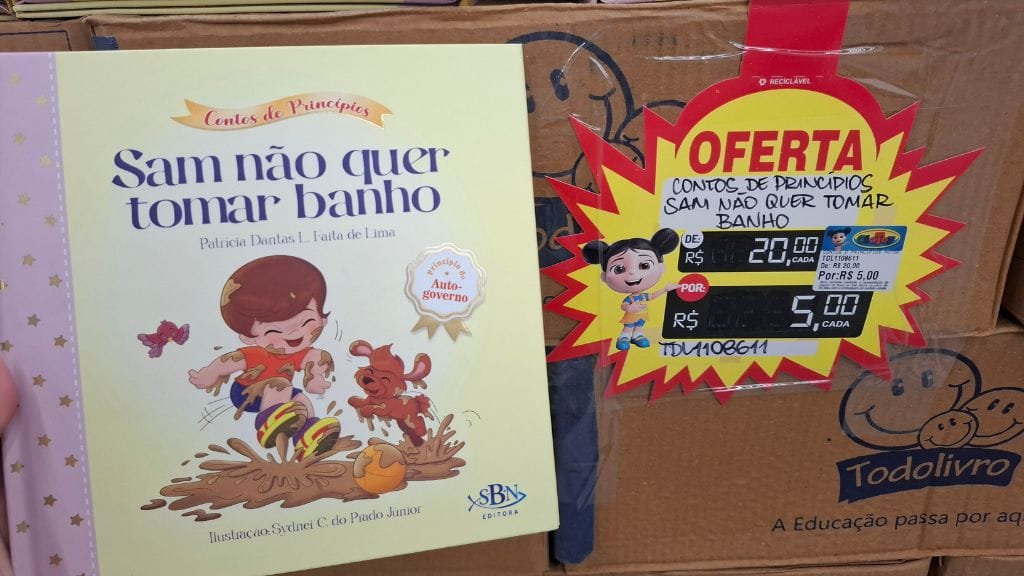 Contos de Princípios
Sam não quer
tomar banho
Patrícia Dantas L. Faita de Lima
Princípio do
Auto-
governo
Ilustração: Sydnei C. do Prado Júnior
SBN
EDITORA
RECICLÁVEL
OFERTA
CONTOS DE PRINCÍPIOS
SAM NÃO QUER TOMAR
BANHO
DE:
R$ 20,00
CADA
TDL1108611
De: R$ 20,00
Por:R$ 5,00
POR:
R$ 5,00
CADA
TDL1108611
Todolivro
A Educação passa por aq